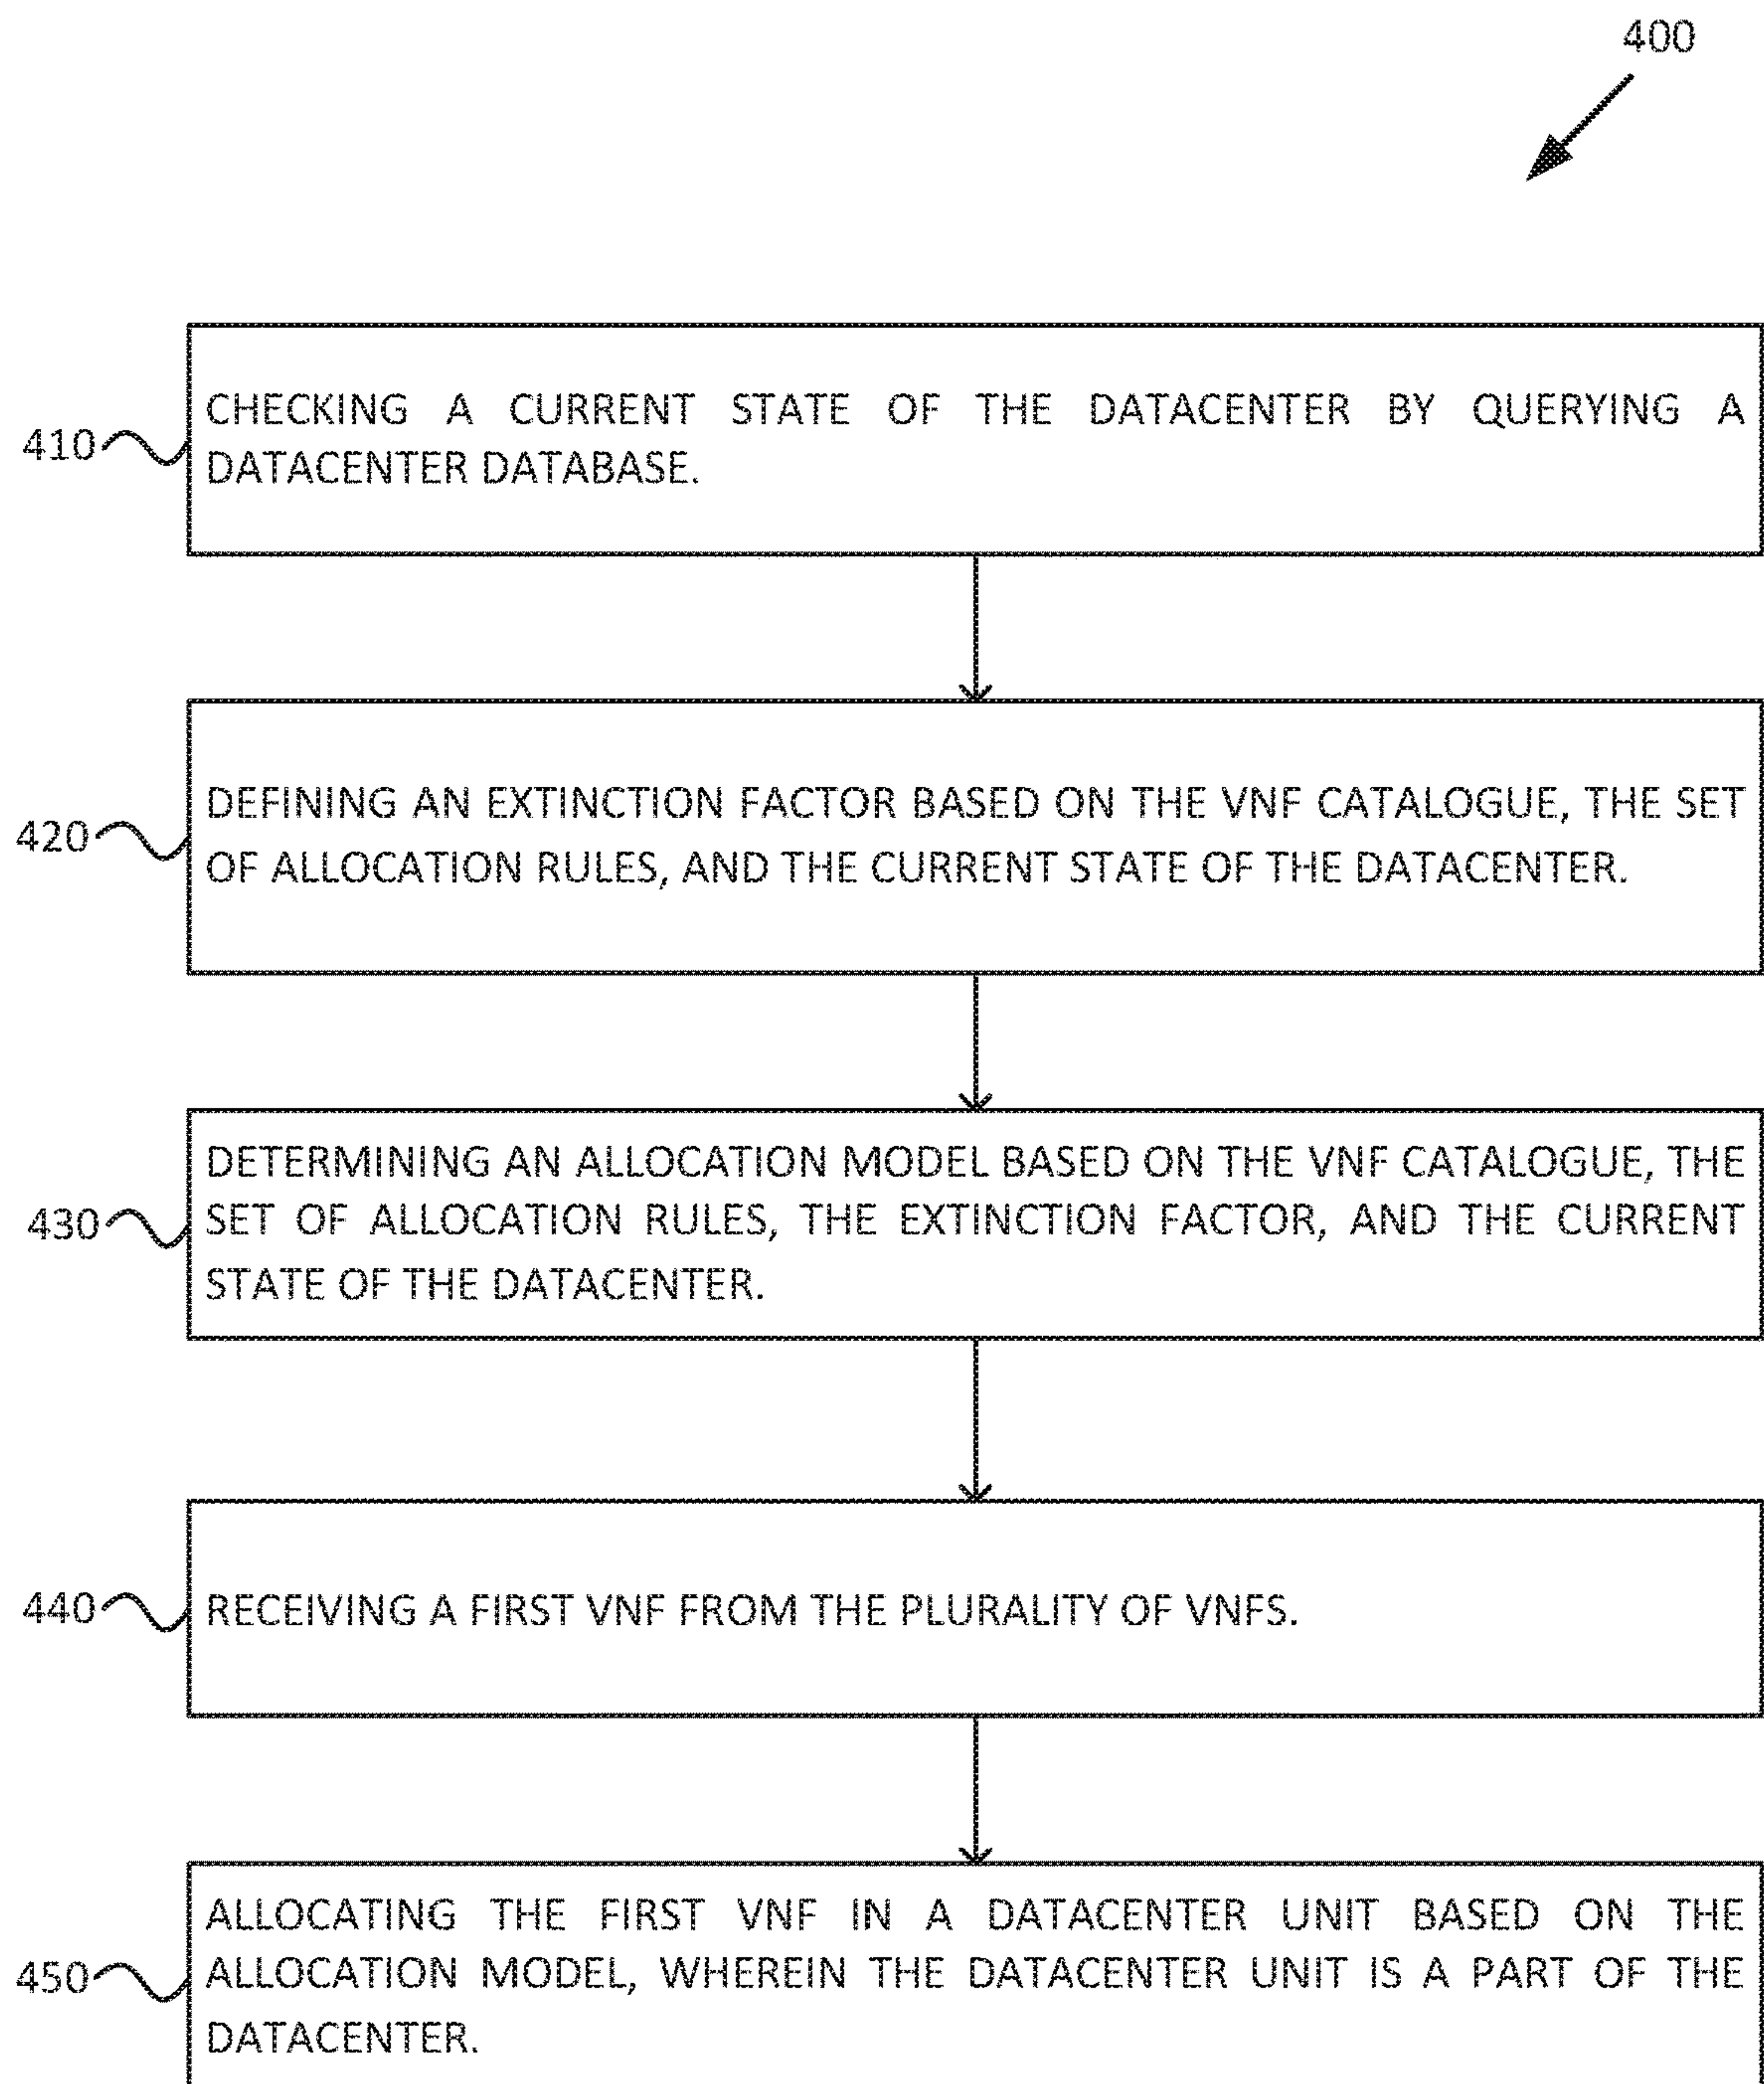 400
410
CHECKING A CURRENT STATE OF THE DATACENTER BY QUERYING A
DATACENTER DATABASE.
420
DEFINING AN EXTINCTION FACTOR BASED ON THE VNF CATALOGUE, THE SET
OF ALLOCATION RULES, AND THE CURRENT STATE OF THE DATACENTER.
430
DETERMINING AN ALLOCATION MODEL BASED ON THE VNF CATALOGUE, THE
SET OF ALLOCATION RULES, THE EXTINCTION FACTOR, AND THE CURRENT
STATE OF THE DATACENTER.
440
RECEIVING A FIRST VNF FROM THE PLURALITY OF VNFS.
450
ALLOCATING THE FIRST VNF IN A DATACENTER UNIT BASED ON THE
ALLOCATION MODEL, WHEREIN THE DATACENTER UNIT IS A PART OF THE
DATACENTER.